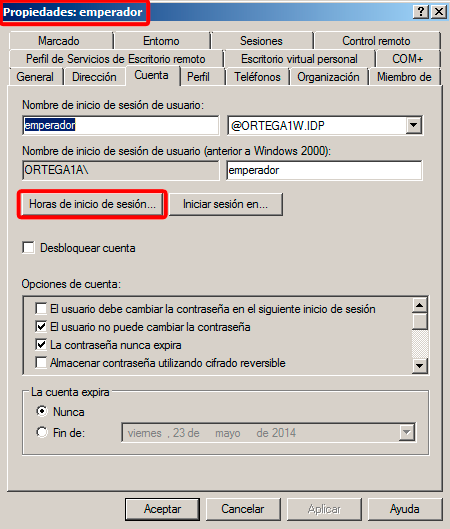 Propiedades: emperador
Marcado Entorno Sesiones Control remoto
Perfil de Servicios de Escritorio remoto Escritorio virtual personal COM+
General Dirección Cuenta Perfil Teléfonos Organización Miembro de
Nombre de inicio de sesión de usuario:
emperador @ORTEGA1W.IDP
Nombre de inicio de sesión de usuario (anterior a Windows 2000):
ORTEGA1A\ emperador
Horas de inicio de sesión... Iniciar sesión en...
Desbloquear cuenta
Opciones de cuenta:
El usuario debe cambiar la contraseña en el siguiente inicio de sesión
El usuario no puede cambiar la contraseña
La contraseña nunca expira
Almacenar contraseña utilizando cifrado reversible
La cuenta expira
Nunca
Fin de: viernes , 23 de mayo de 2014
Aceptar Cancelar Aplicar Ayuda